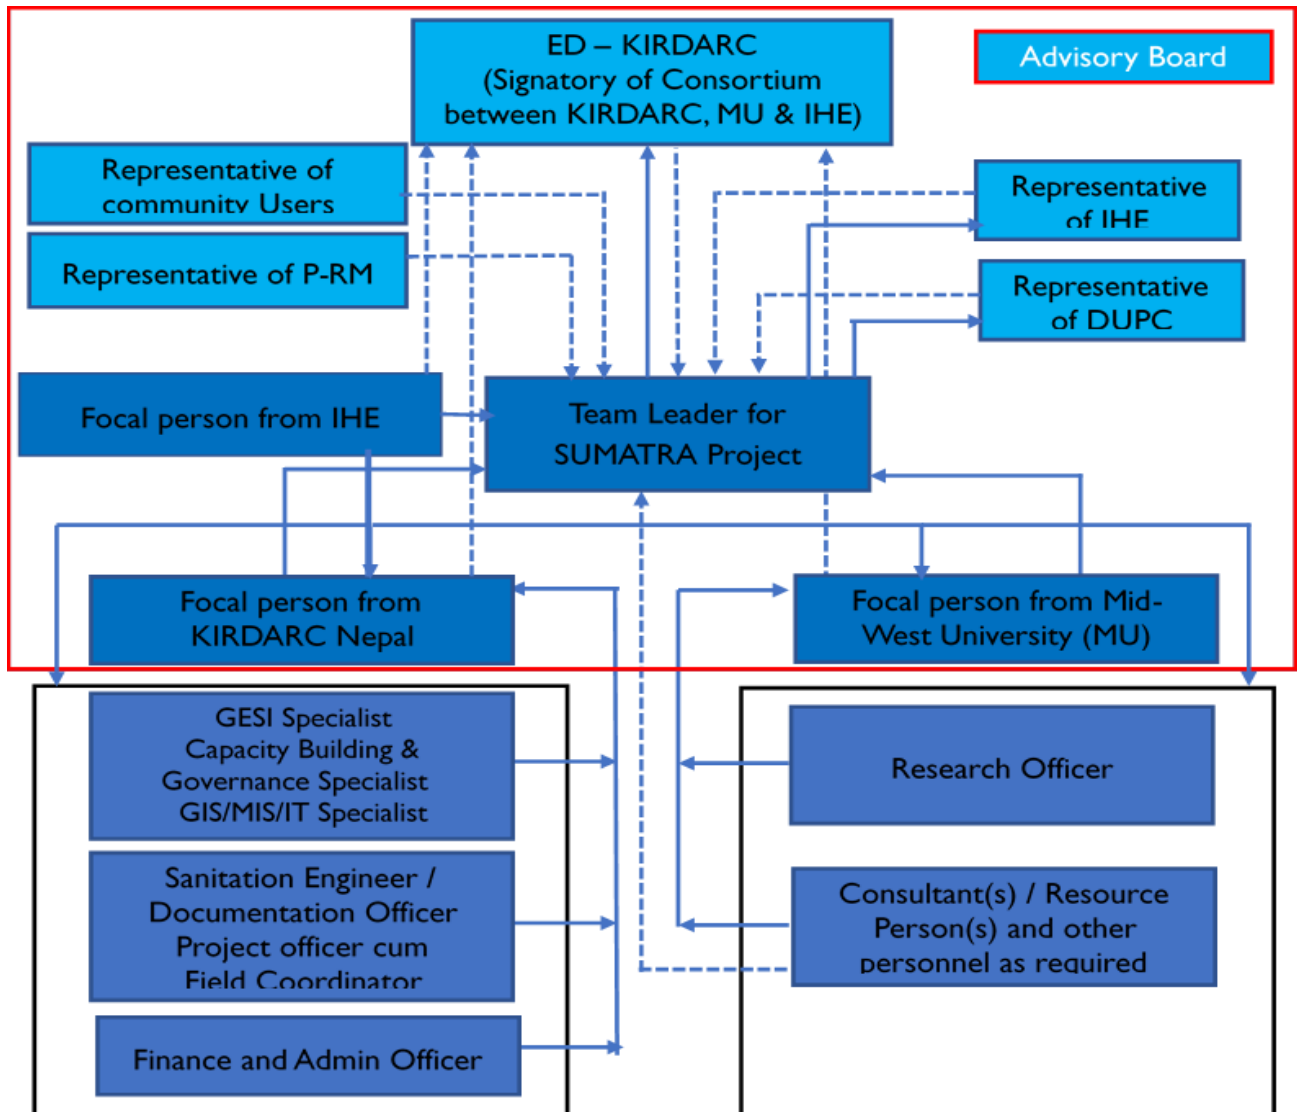 ED – KIRDARC
(Signatory of Consortium
between KIRDARC, MU & IHE)
Advisory Board
Representative of
community Users
Representative of P-RM
Representative
of IHE
Representative
of DUPC
Focal person from IHE
Team Leader for
SUMATRA Project
Focal person from
KIRDARC Nepal
Focal person from Mid-
West University (MU)
GESI Specialist
Capacity Building &
Governance Specialist
GIS/MIS/IT Specialist
Sanitation Engineer /
Documentation Officer
Project officer cum
Field Coordinator
Finance and Admin Officer
Research Officer
Consultant(s) / Resource
Person(s) and other
personnel as required